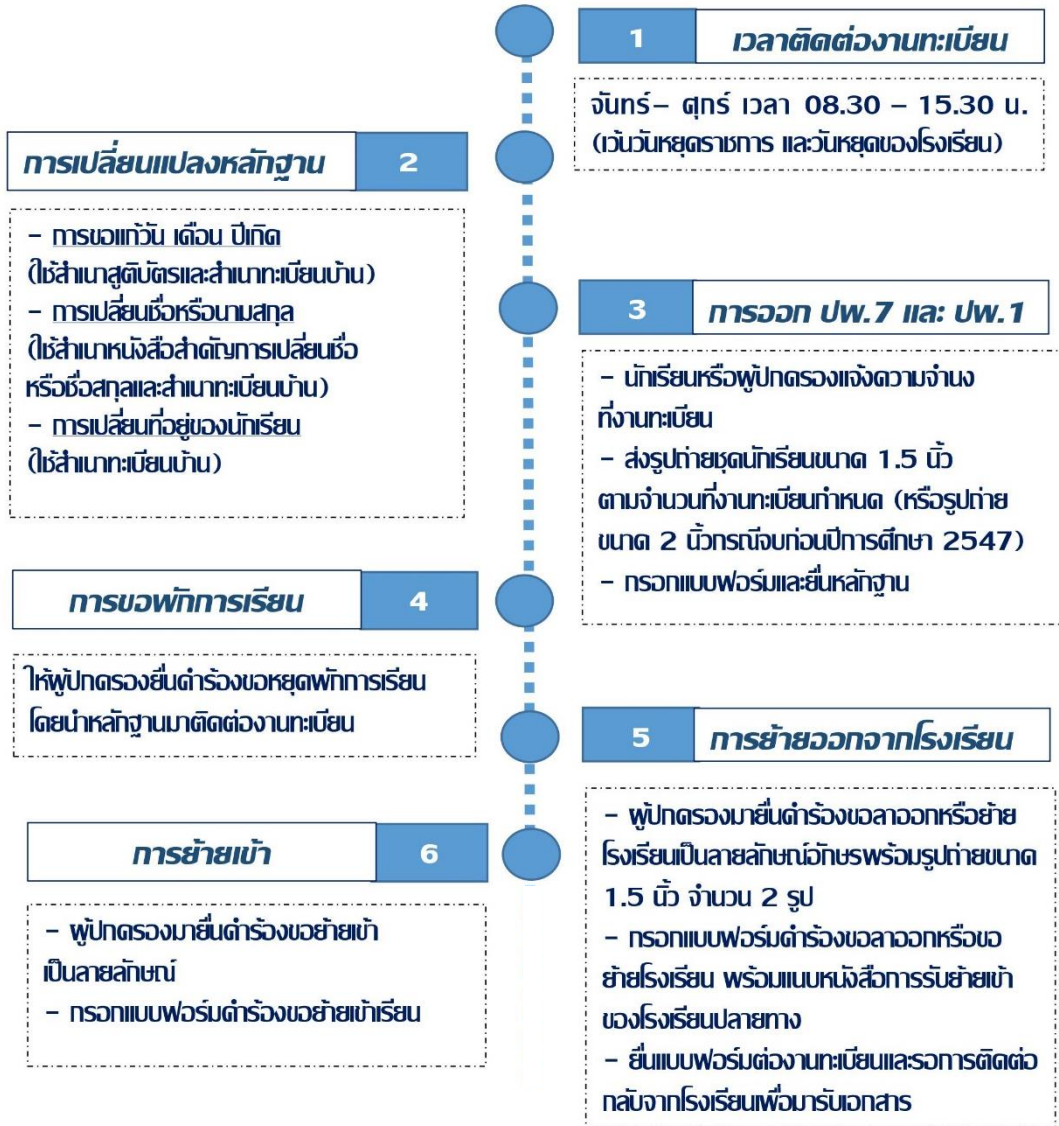 1 เวลาติดต่องานทะเบียน
จันทร์– ศุกร์ เวลา 08.30 – 15.30 น.
(เว้นวันหยุดราชการ และวันหยุดของโรงเรียน)
การเปลี่ยนแปลงหลักฐาน 2
– การขอแก้วัน เดือน ปีเกิด
(ใช้สำเนาสูติบัตรและสำเนาทะเบียนบ้าน)
– การเปลี่ยนชื่อหรือนามสกุล
(ใช้สำเนาหนังสือสำคัญการเปลี่ยนชื่อ
หรือชื่อสกุลและสำเนาทะเบียนบ้าน)
– การเปลี่ยนที่อยู่ของนักเรียน
(ใช้สำเนาทะเบียนบ้าน)
3 การออก ปพ.7 และ ปพ.1
– นักเรียนหรือผู้ปกครองแจ้งความจำนง
ที่งานทะเบียน
– ส่งรูปถ่ายชุดนักเรียนขนาด 1.5 นิ้ว
ตามจำนวนที่งานทะเบียนกำหนด (หรือรูปถ่าย
ขนาด 2 นิ้วกรณีจบก่อนปีการศึกษา 2547)
– กรอกแบบฟอร์มและยื่นหลักฐาน
การขอพักการเรียน 4
ให้ผู้ปกครองยื่นคำร้องขอหยุดพักการเรียน
โดยนำหลักฐานมาติดต่องานทะเบียน
5 การย้ายออกจากโรงเรียน
– ผู้ปกครองมายื่นคำร้องขอลาออกหรือย้าย
โรงเรียนเป็นลายลักษณ์อักษรพร้อมรูปถ่ายขนาด
1.5 นิ้ว จำนวน 2 รูป
– กรอกแบบฟอร์มคำร้องขอลาออกหรือขอ
ย้ายโรงเรียน พร้อมแนบหนังสือการรับย้ายเข้า
ของโรงเรียนปลายทาง
– ยื่นแบบฟอร์มต่องานทะเบียนและรอการติดต่อ
กลับจากโรงเรียนเพื่อมารับเอกสาร
การย้ายเข้า 6
– ผู้ปกครองมายื่นคำร้องขอย้ายเข้า
เป็นลายลักษณ์
– กรอกแบบฟอร์มคำร้องขอย้ายเข้าเรียน